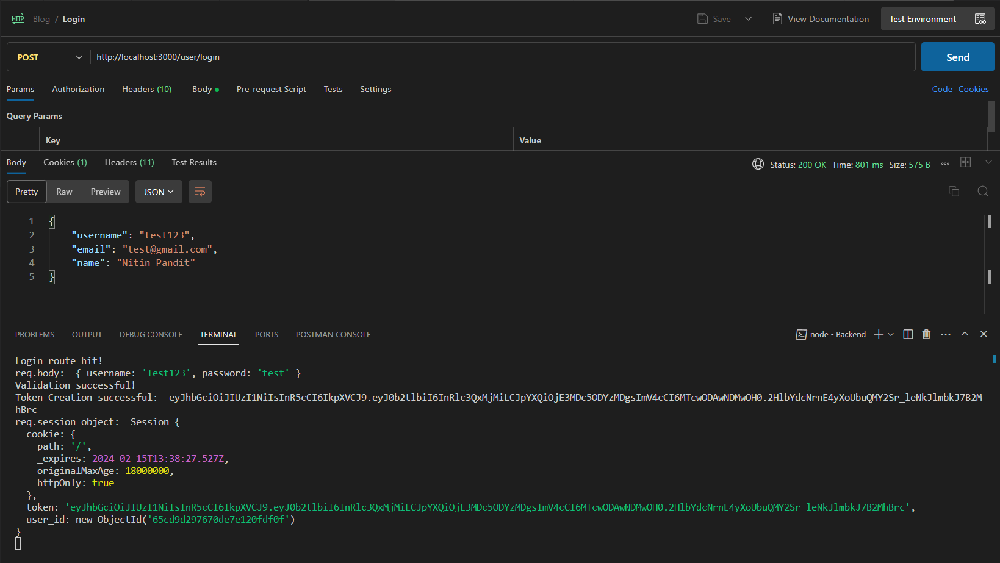 HTTP Blog / Login Save View Documentation Test Environment
POST http://localhost:3000/user/login Send
Params Authorization Headers (10) Body Pre-request Script Tests Settings Code Cookies
Query Params
Key Value
Body Cookies (1) Headers (11) Test Results Status: 200 OK Time: 801 ms Size: 575 B
Pretty Raw Preview JSON
1 {
2 "username": "test123",
3 "email": "test@gmail.com",
4 "name": "Nitin Pandit"
5 }
PROBLEMS OUTPUT DEBUG CONSOLE TERMINAL PORTS POSTMAN CONSOLE node - Backend
Login route hit!
req.body: { username: 'Test123', password: 'test' }
Validation successful!
Token Creation successful: eyJhbGciOiJIUzI1NiIsInR5cCI6IkpXVCJ9.eyJ0b2tlbiI6InRlc3QxMjMiLCJpYXQiOjE3MDc5ODYzMDgsImV4cCI6MTcwODAwNDMwOH0.2HlbYdcNrnE4yXoUbuQMY2Sr_leNkJlmbkJ7B2M
hBrc
req.session object: Session {
cookie: {
path: '/',
_expires: 2024-02-15T13:38:27.527Z,
originalMaxAge: 18000000,
httpOnly: true
},
token: 'eyJhbGciOiJIUzI1NiIsInR5cCI6IkpXVCJ9.eyJ0b2tlbiI6InRlc3QxMjMiLCJpYXQiOjE3MDc5ODYzMDgsImV4cCI6MTcwODAwNDMwOH0.2HlbYdcNrnE4yXoUbuQMY2Sr_leNkJlmbkJ7B2MhBrc',
user_id: new ObjectId('65cd9d297670de7e120fdf0f')
}